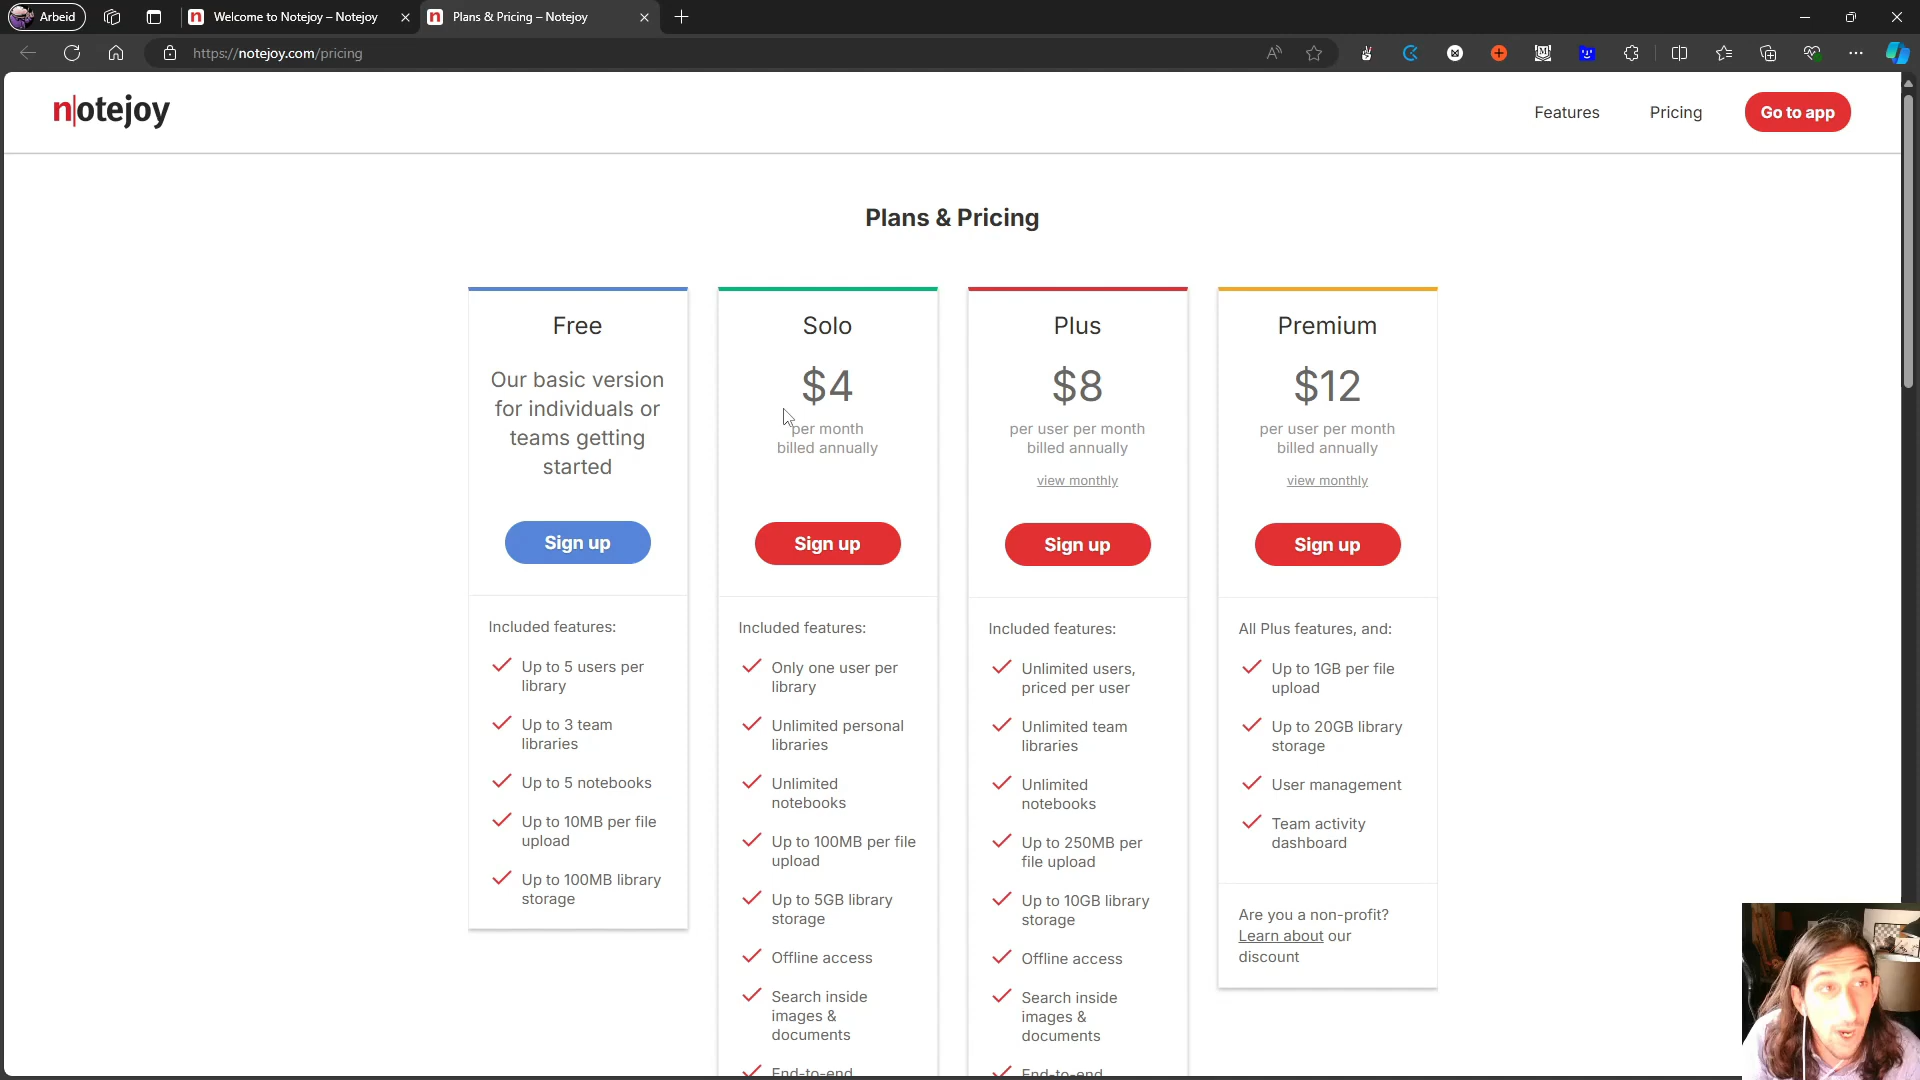 Arbeid
Welcome to Notejoy – Notejoy
Plans & Pricing – Notejoy
https://notejoy.com/pricing
notejoy
Features
Pricing
Go to app
Plans & Pricing
Free
Our basic version
for individuals or
teams getting
started
Sign up
Included features:
Up to 5 users per
library
Up to 3 team
libraries
Up to 5 notebooks
Up to 10MB per file
upload
Up to 100MB library
storage
Solo
$4
per month
billed annually
Sign up
Included features:
Only one user per
library
Unlimited personal
libraries
Unlimited
notebooks
Up to 100MB per file
upload
Up to 5GB library
storage
Offline access
Search inside
images &
documents
End-to-end
Plus
$8
per user per month
billed annually
view monthly
Sign up
Included features:
Unlimited users,
priced per user
Unlimited team
libraries
Unlimited
notebooks
Up to 250MB per
file upload
Up to 10GB library
storage
Offline access
Search inside
images &
documents
End-to-end
Premium
$12
per user per month
billed annually
view monthly
Sign up
All Plus features, and:
Up to 1GB per file
upload
Up to 20GB library
storage
User management
Team activity
dashboard
Are you a non-profit?
Learn about our
discount